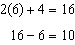 2(6) + 4 = 16
16 - 6 = 10